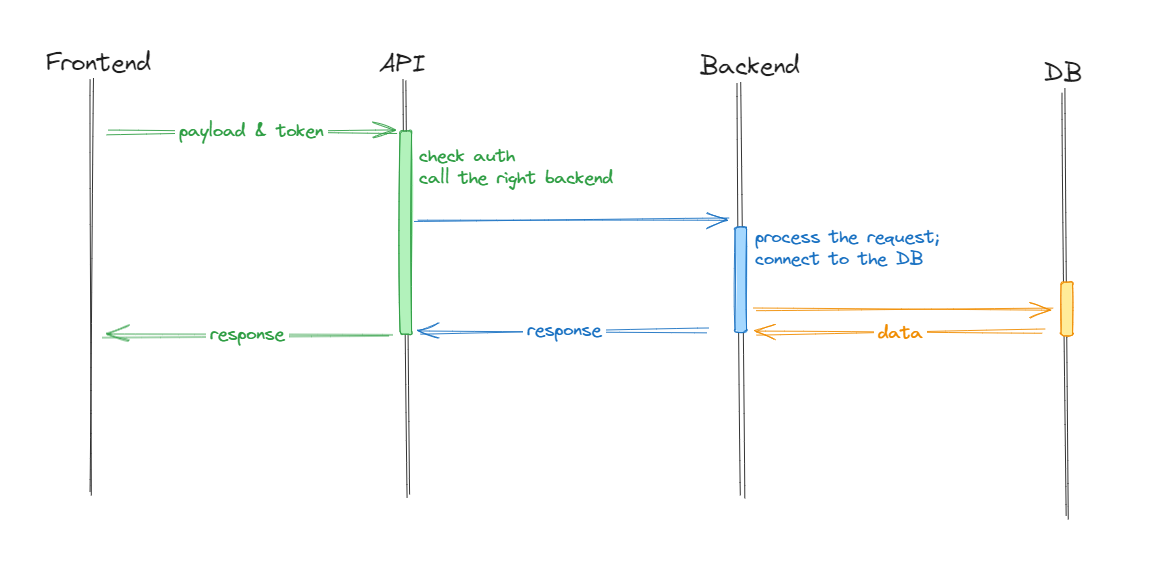 Frontend
API
Backend
DB
payload & token
check auth
call the right backend
process the request;
connect to the DB
response
response
data